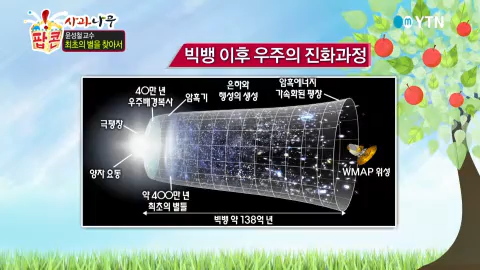 사과나무
팝콘
윤성철 교수
최초의 별을 찾아서
YTN
빅뱅 이후 우주의 진화과정
40만 년
우주배경복사
암흑기
은하와
행성의 생성
암흑에너지
가속화된 팽창
급팽창
양자 요동
약 400만 년
최초의 별들
WMAP 위성
빅뱅 약 138억 년